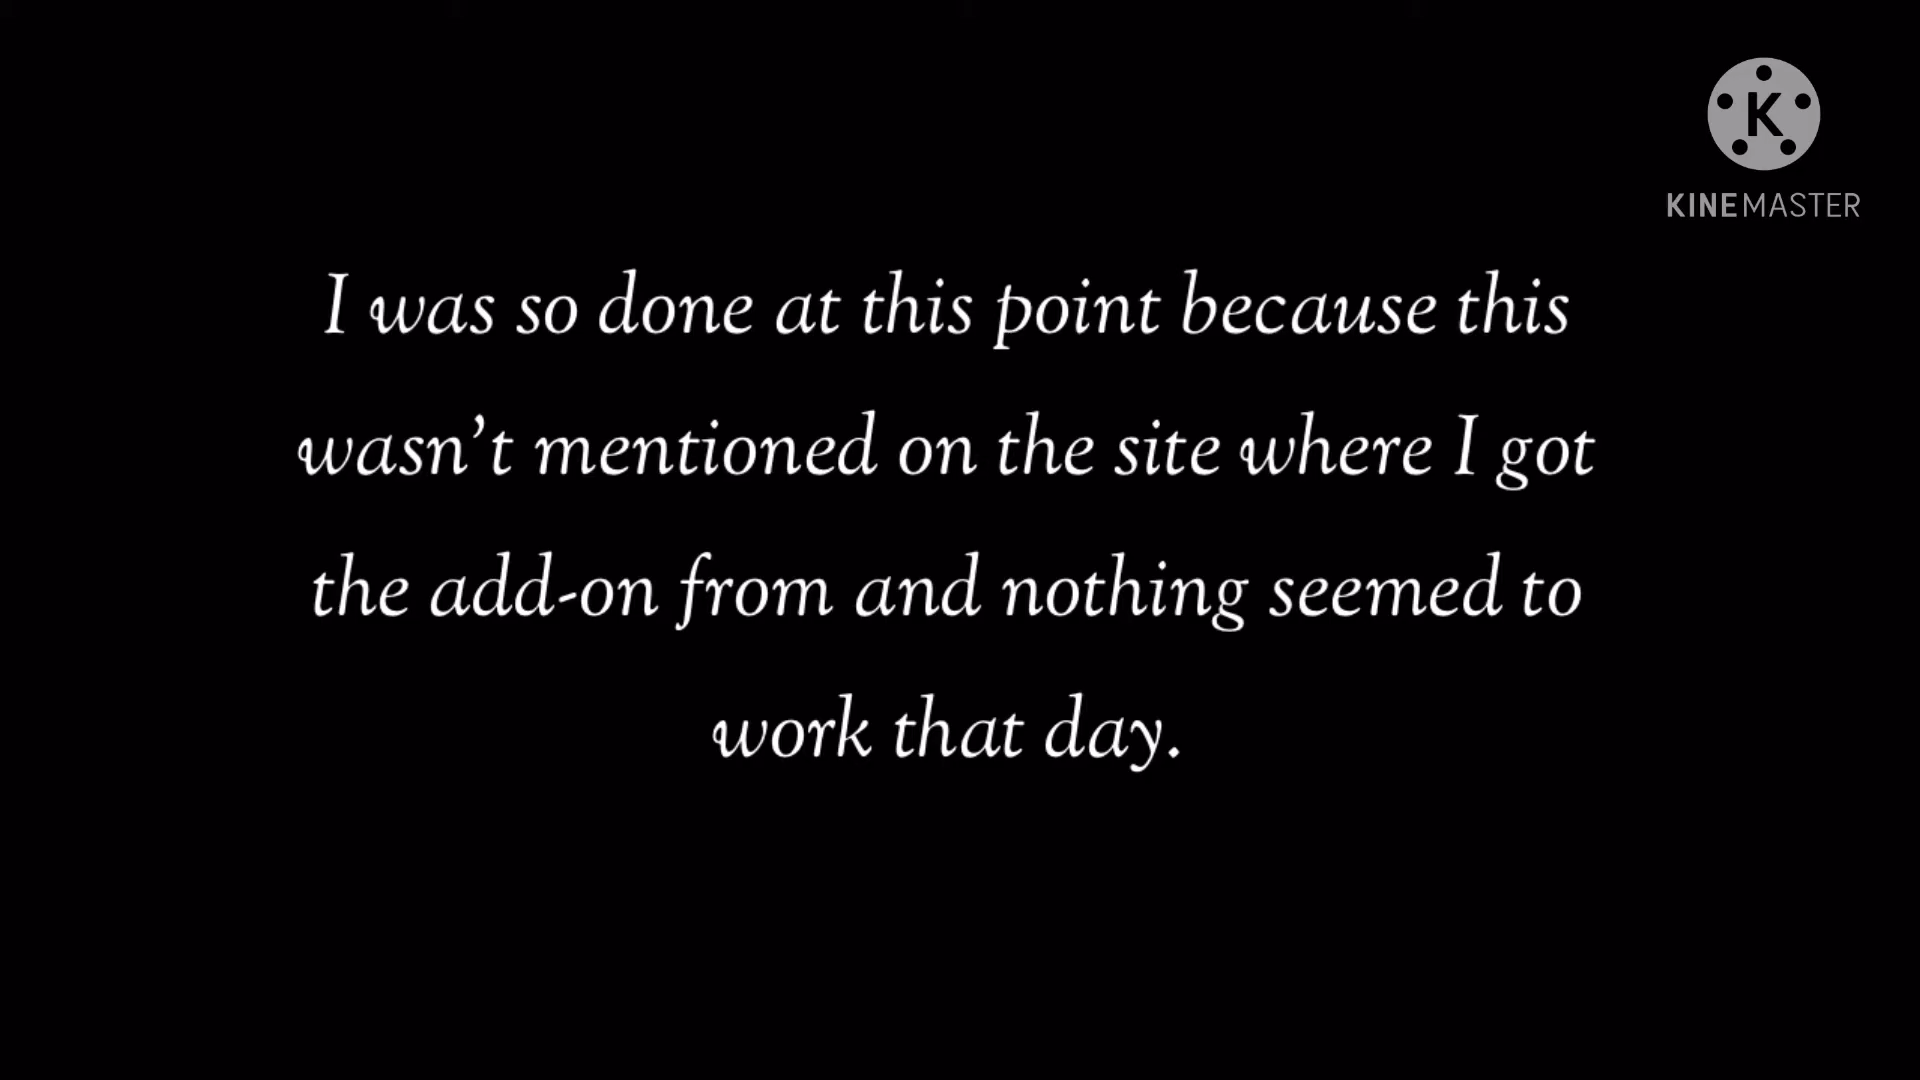 K
KINEMASTER
I was so done at this point because this
wasn't mentioned on the site where I got
the add-on from and nothing seemed to
work that day.